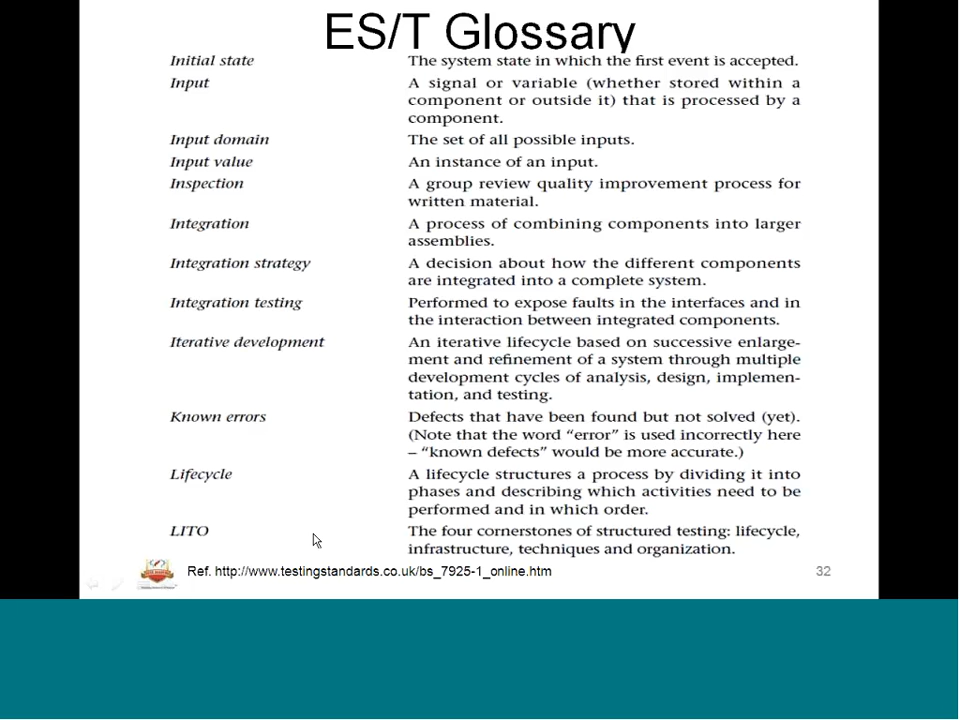 ES/T Glossary
Initial state The system state in which the first event is accepted.
Input A signal or variable (whether stored within a
component or outside it) that is processed by a
component.
Input domain The set of all possible inputs.
Input value An instance of an input.
Inspection A group review quality improvement process for
written material.
Integration A process of combining components into larger
assemblies.
Integration strategy A decision about how the different components
are integrated into a complete system.
Integration testing Performed to expose faults in the interfaces and in
the interaction between integrated components.
Iterative development An iterative lifecycle based on successive enlarge-
ment and refinement of a system through multiple
development cycles of analysis, design, implemen-
tation, and testing.
Known errors Defects that have been found but not solved (yet).
(Note that the word “error” is used incorrectly here
– “known defects” would be more accurate.)
Lifecycle A lifecycle structures a process by dividing it into
phases and describing which activities need to be
performed and in which order.
LITO The four cornerstones of structured testing: lifecycle,
infrastructure, techniques and organization.
Ref. http://www.testingstandards.co.uk/bs_7925-1_online.htm 32